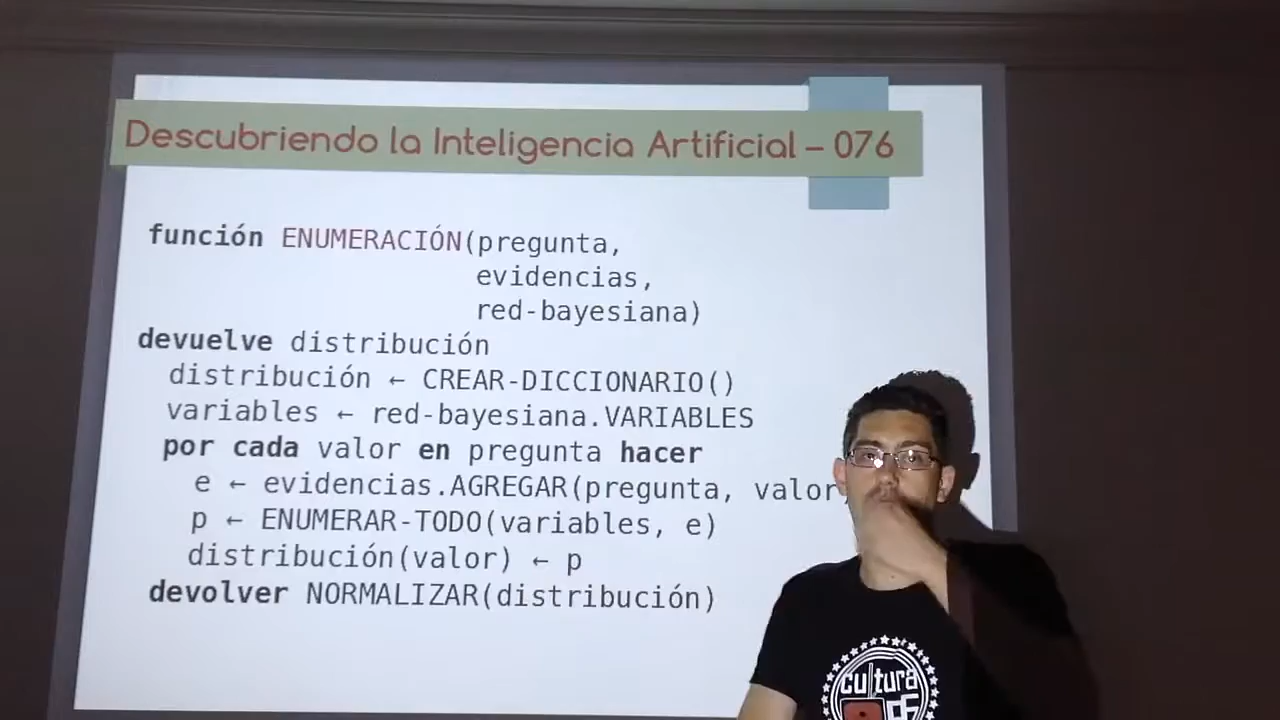 Descubriendo la Inteligencia Artificial – 076
función ENUMERACIÓN(pregunta,
evidencias,
red-bayesiana)
devuelve distribución
distribución ← CREAR-DICCIONARIO()
variables ← red-bayesiana.VARIABLES
por cada valor en pregunta hacer
e ← evidencias.AGREGAR(pregunta, valor
p ← ENUMERAR-TODO(variables, e)
distribución(valor) ← p
devolver NORMALIZAR(distribución)
cultura